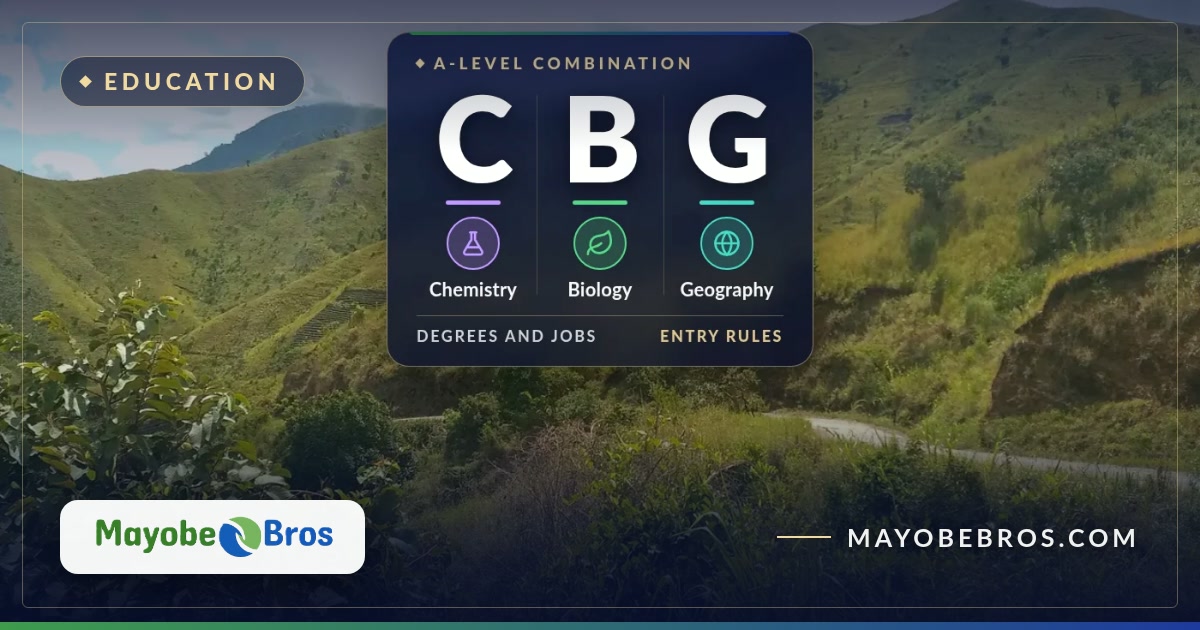 EDUCATION
A-LEVEL COMBINATION
C B G
Chemistry Biology Geography
DEGREES AND JOBS ENTRY RULES
Mayobe Bros
MAYOBEBROS.COM